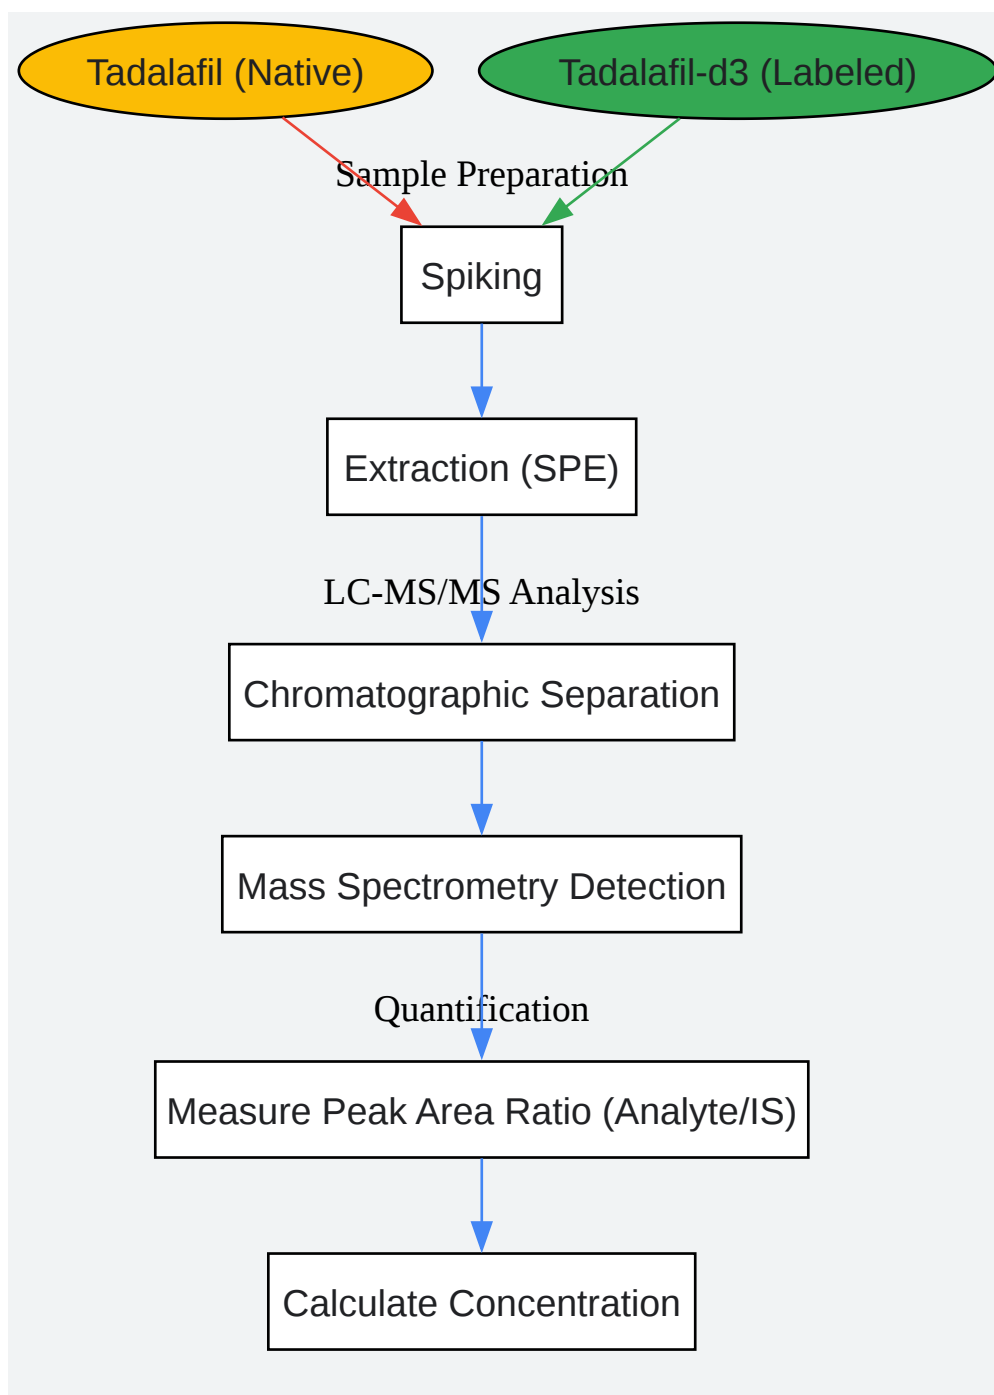 Tadalafil (Native)
Tadalafil-d3 (Labeled)
Sample Preparation
Spiking
Extraction (SPE)
LC-MS/MS Analysis
Chromatographic Separation
Mass Spectrometry Detection
Quantification
Measure Peak Area Ratio (Analyte/IS)
Calculate Concentration